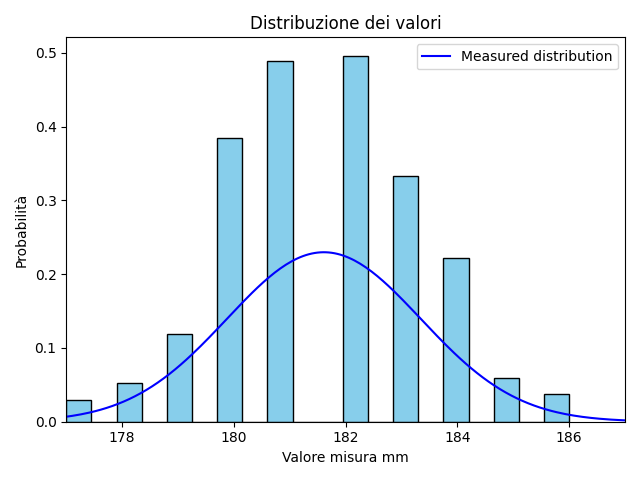 Distribuzione dei valori
Measured distribution
Probabilità
0.5
0.4
0.3
0.2
0.1
0.0
178 180 182 184 186
Valore misura mm